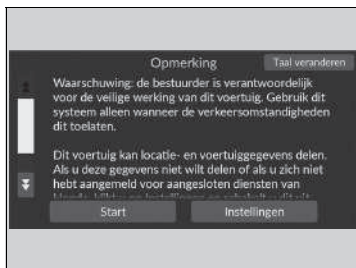 Opmerking
Taal veranderen
Waarschuwing: de bestuurder is verantwoordelijk
voor de veilige werking van dit voertuig. Gebruik dit
systeem alleen wanneer de verkeersomstandigheden
dit toelaten.
Dit voertuig kan locatie- en voertuiggegevens delen.
Als u deze gegevens niet wilt delen of als u zich niet
hebt aangemeld voor aangesloten diensten van
Start
Instellingen